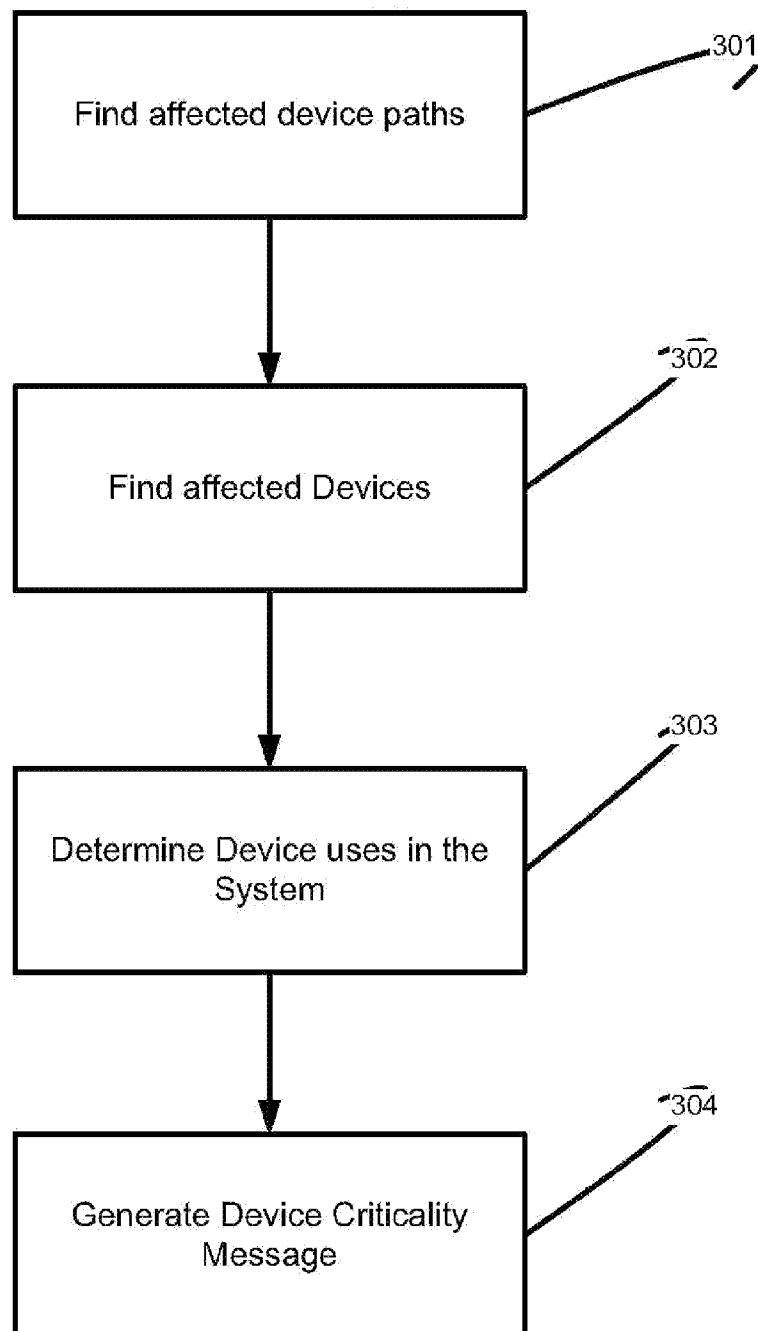 301
Find affected device paths
302
Find affected Devices
303
Determine Device uses in the
System
304
Generate Device Criticality
Message